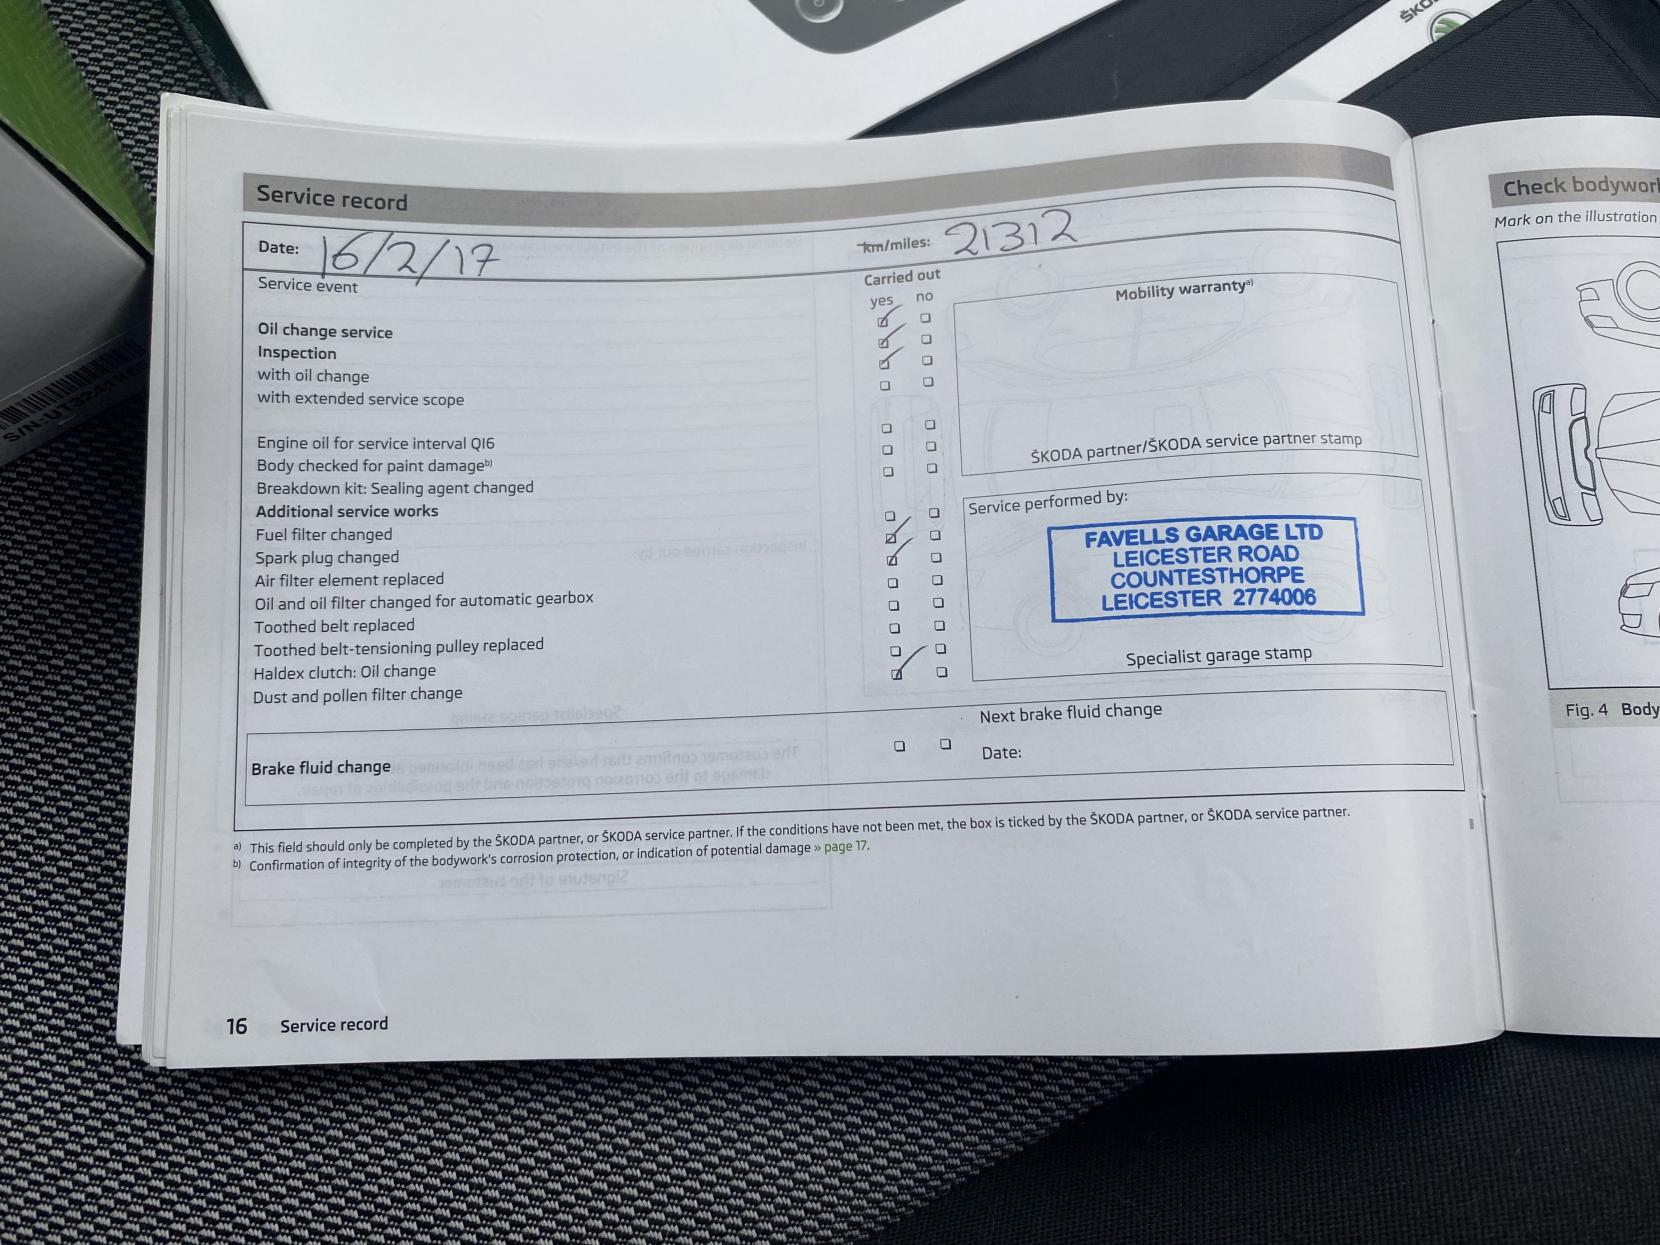 ŠKO
Service record
Date: 16/2/17
km/miles: 21312
Service event
Carried out
yes no
Oil change service
Inspection
with oil change
with extended service scope
Engine oil for service interval QI6
Body checked for paint damageb)
Breakdown kit: Sealing agent changed
Additional service works
Fuel filter changed
Spark plug changed
Air filter element replaced
Oil and oil filter changed for automatic gearbox
Toothed belt replaced
Toothed belt-tensioning pulley replaced
Haldex clutch: Oil change
Dust and pollen filter change
Mobility warrantya)
ŠKODA partner/ŠKODA service partner stamp
Service performed by:
FAVELLS GARAGE LTD
LEICESTER ROAD
COUNTESTHORPE
LEICESTER 2774006
Specialist garage stamp
Brake fluid change
Next brake fluid change
Date:
a) This field should only be completed by the ŠKODA partner, or ŠKODA service partner. If the conditions have not been met, the box is ticked by the ŠKODA partner, or ŠKODA service partner.
b) Confirmation of integrity of the bodywork's corrosion protection, or indication of potential damage » page 17.
16 Service record
Check bodywor
Mark on the illustration
Fig. 4 Body